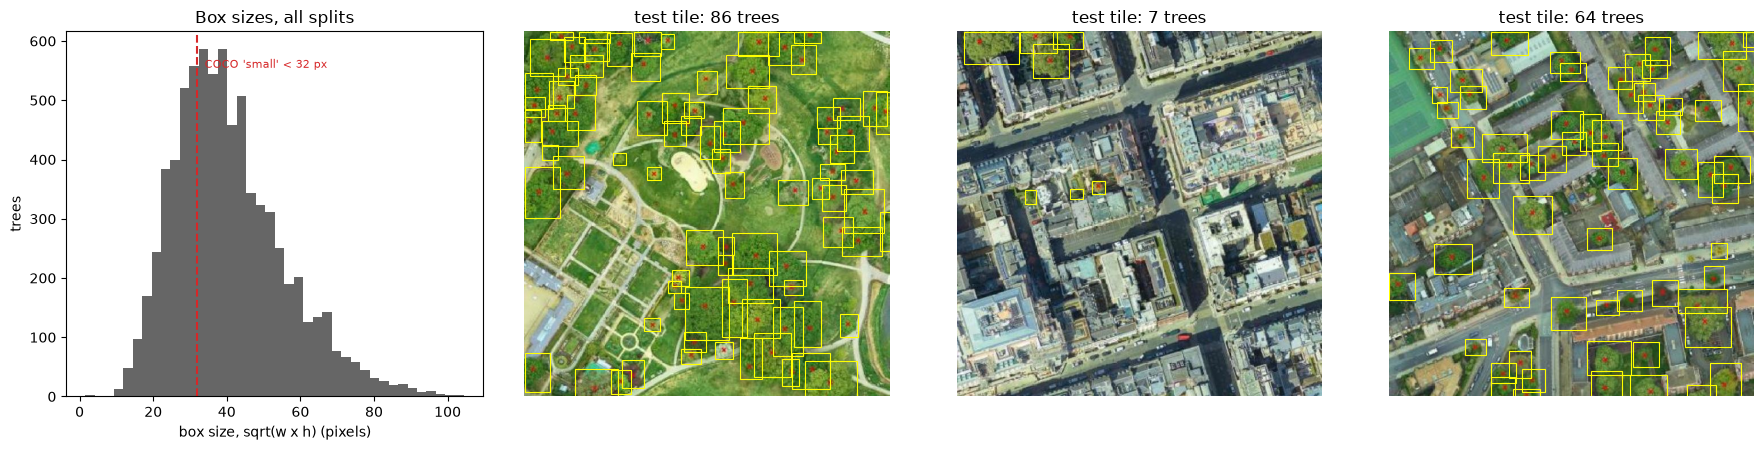 Box sizes, all splits
COCO 'small' < 32 px
trees
600
500
400
300
200
100
0
0 20 40 60 80 100
box size, sqrt(w x h) (pixels)
test tile: 86 trees
test tile: 7 trees
test tile: 64 trees